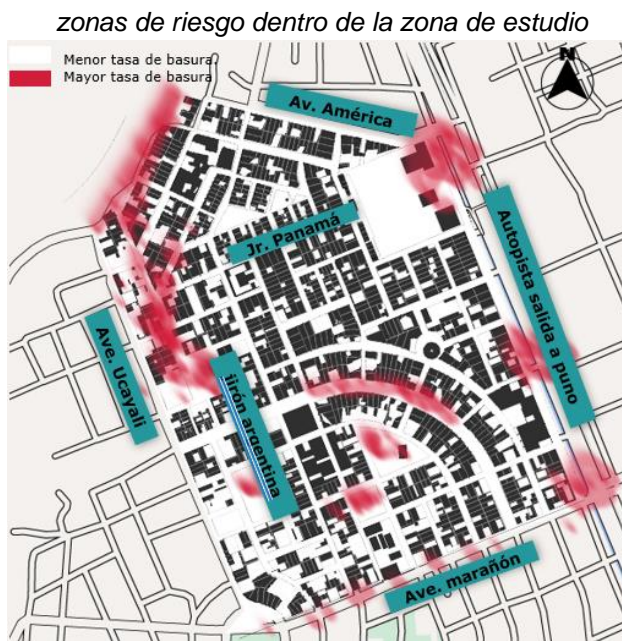 zonas de riesgo dentro de la zona de estudio
Menor tasa de basura.
Mayor tasa de basura
N
Av. América
Jr. Panamá
Autopista salida a puno
Ave. Ucayali
jirón argentina
Ave. marañón